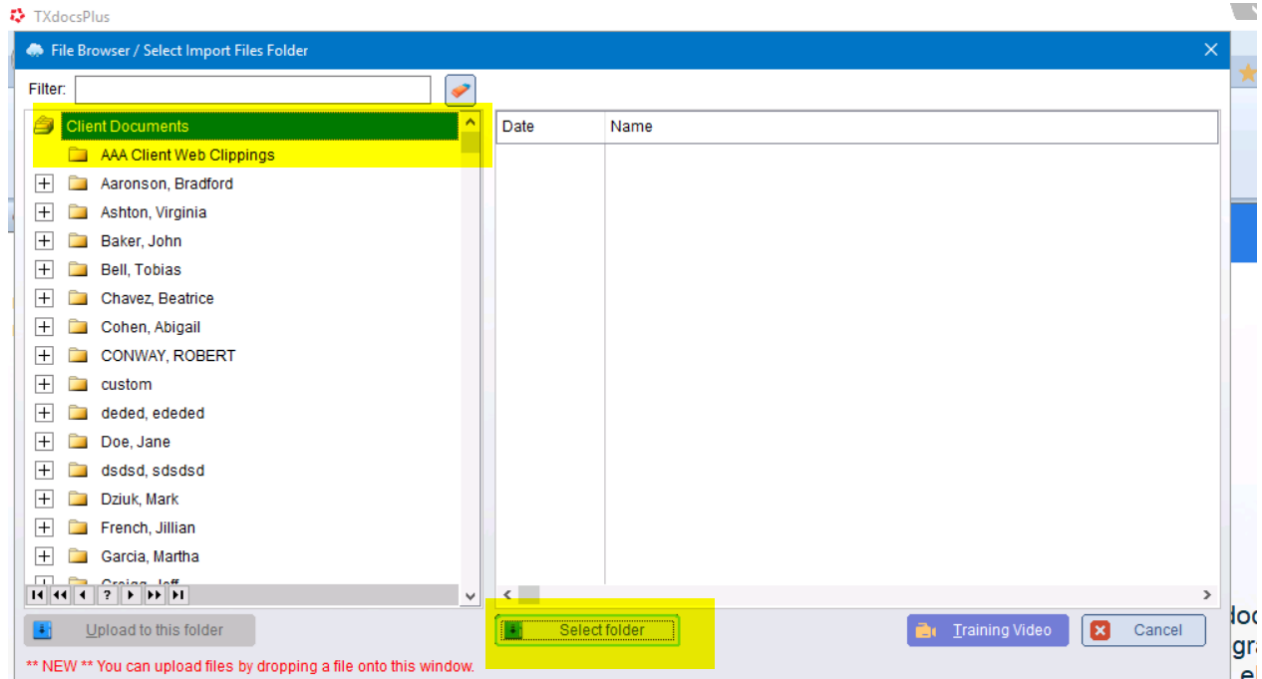 TXdocsPlus
File Browser / Select Import Files Folder
Filter:
Client Documents
AAA Client Web Clippings
Aaronson, Bradford
Ashton, Virginia
Baker, John
Bell, Tobias
Chavez, Beatrice
Cohen, Abigail
CONWAY, ROBERT
custom
deded, ededed
Doe, Jane
dsdsd, sdsdsd
Dziuk, Mark
French, Jillian
Garcia, Martha
Date Name
Upload to this folder
Select folder
Training Video
Cancel
** NEW ** You can upload files by dropping a file onto this window.